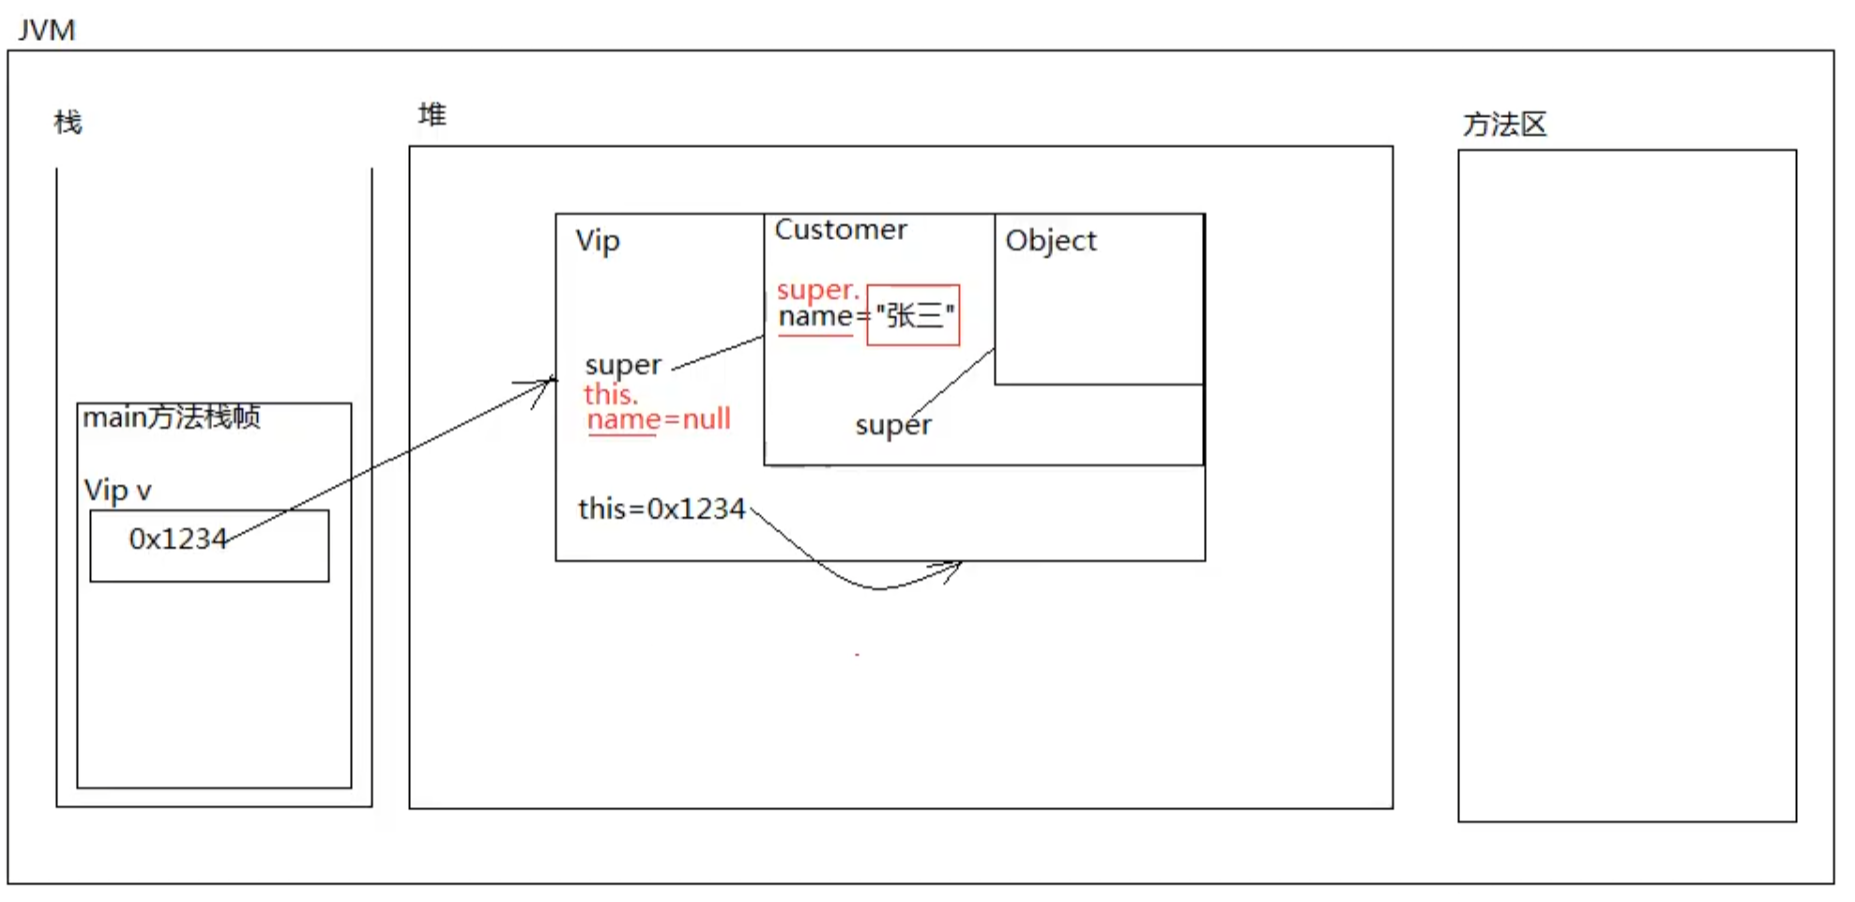 JVM
栈
堆
方法区
main方法栈帧
Vip v
0x1234
Vip
super
this.
name=null
this=0x1234
Customer
super.
name="张三"
super
Object